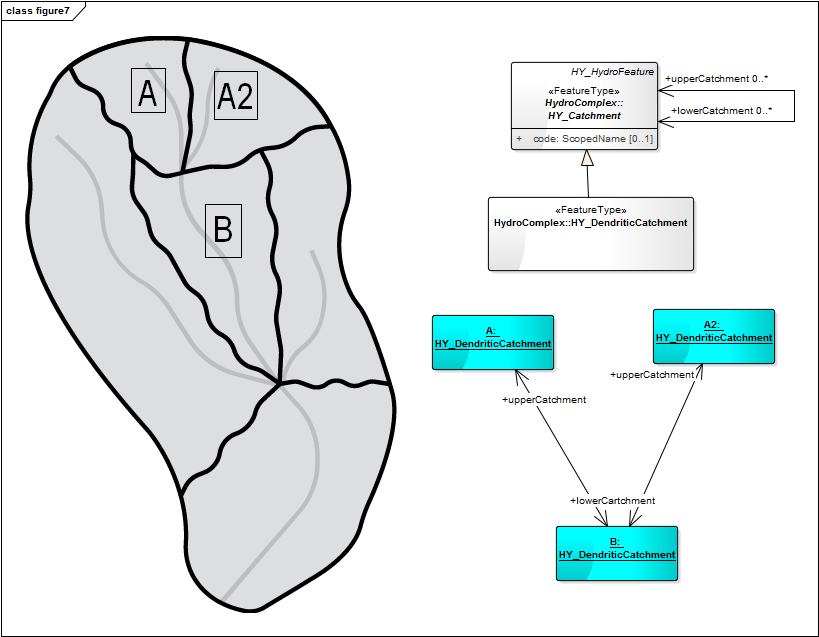 class figure7
A
A2
B
HY_HydroFeature
«FeatureType»
HydroComplex::
HY_Catchment
+ code: ScopedName [0..1]
+upperCatchment 0..*
+lowerCatchment 0..*
«FeatureType»
HydroComplex::HY_DendriticCatchment
A:
HY_DendriticCatchment
A2:
HY_DendriticCatchment
+upperCatchment
+upperCatchment
+lowerCartchment
B:
HY_DendriticCatchment